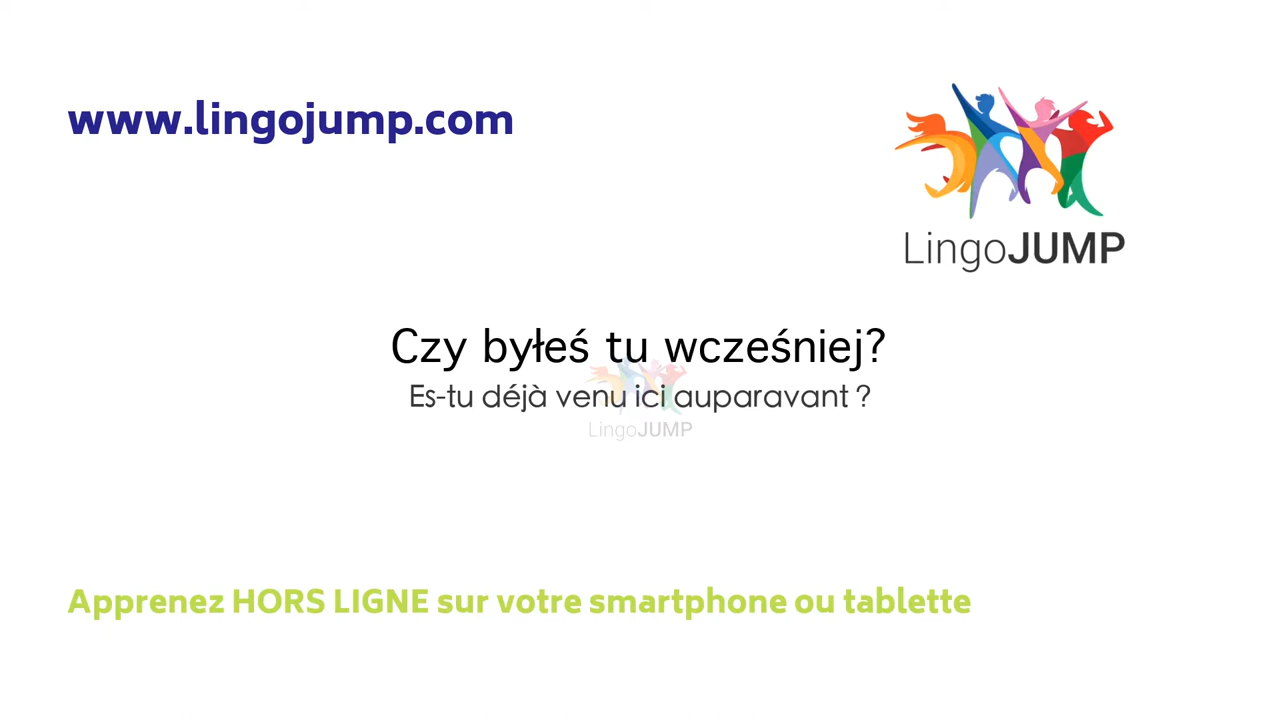 www.lingojump.com
LingoJUMP
Czy byłeś tu wcześniej?
Es-tu déjà venu ici auparavant ?
LingoJUMP
Apprenez HORS LIGNE sur votre smartphone ou tablette